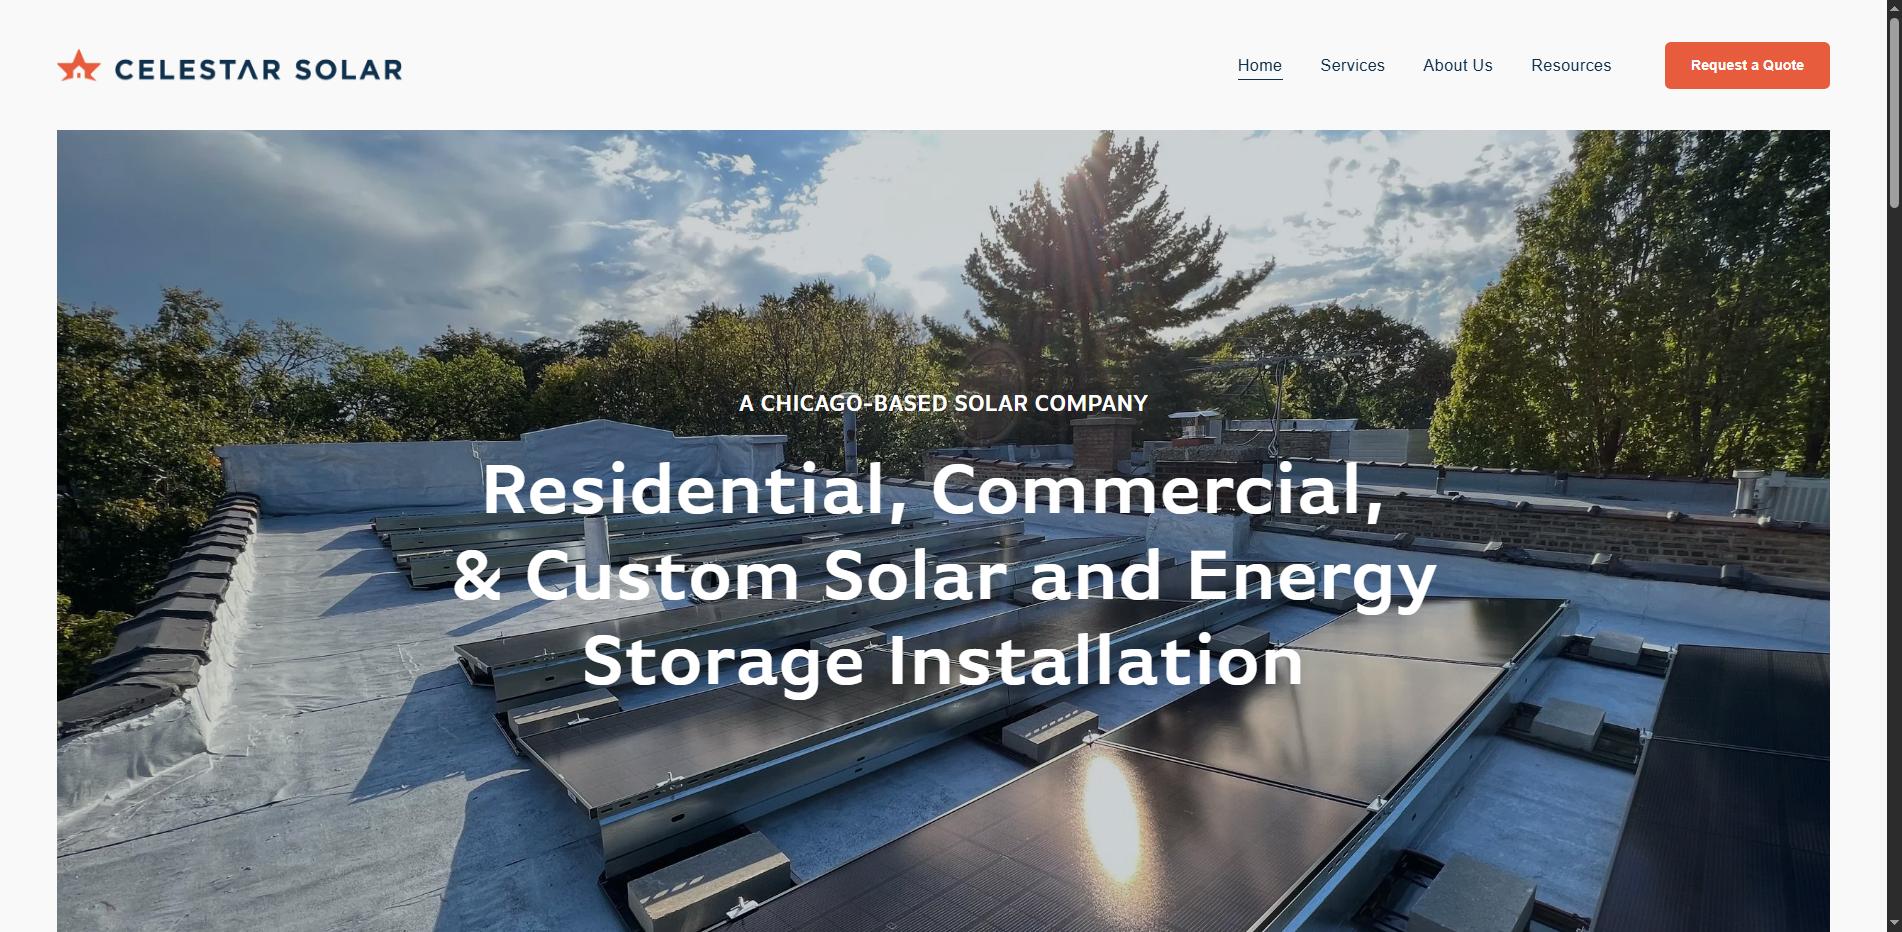 CELESTAR SOLAR
Home
Services
About Us
Resources
Request a Quote
A CHICAGO-BASED SOLAR COMPANY
Residential, Commercial,
& Custom Solar and Energy
Storage Installation